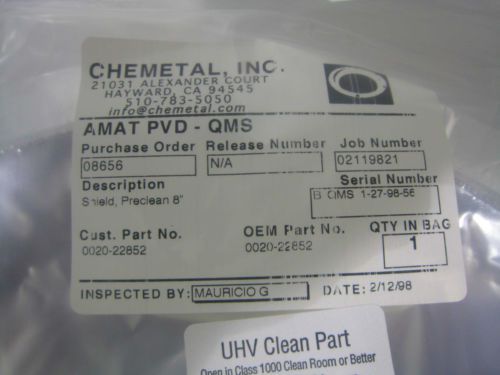 CHEMETAL, INC.
21031 ALEXANDER COURT
HAYWARD, CA 94545
510-783-5050
info@chemetal.com
AMAT PVD - QMS
Purchase Order Release Number Job Number
08656 N/A 02119821
Description Serial Number
Shield, Preclean 8" B QMS 1-27-98-56
Cust. Part No. OEM Part No. QTY IN BAG
0020-22852 0020-22852 1
INSPECTED BY: MAURICIO G DATE: 2/12/98
UHV Clean Part
Open in Class 1000 Clean Room or Better